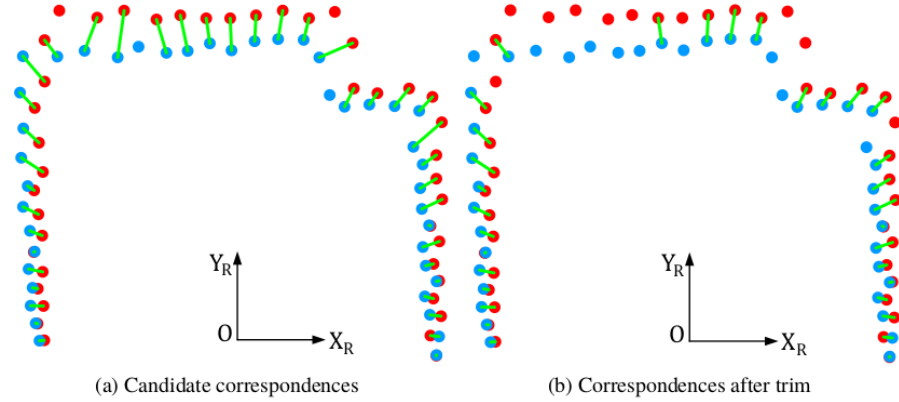 Y_R
O
X_R
Y_R
O
X_R
(a) Candidate correspondences
(b) Correspondences after trim